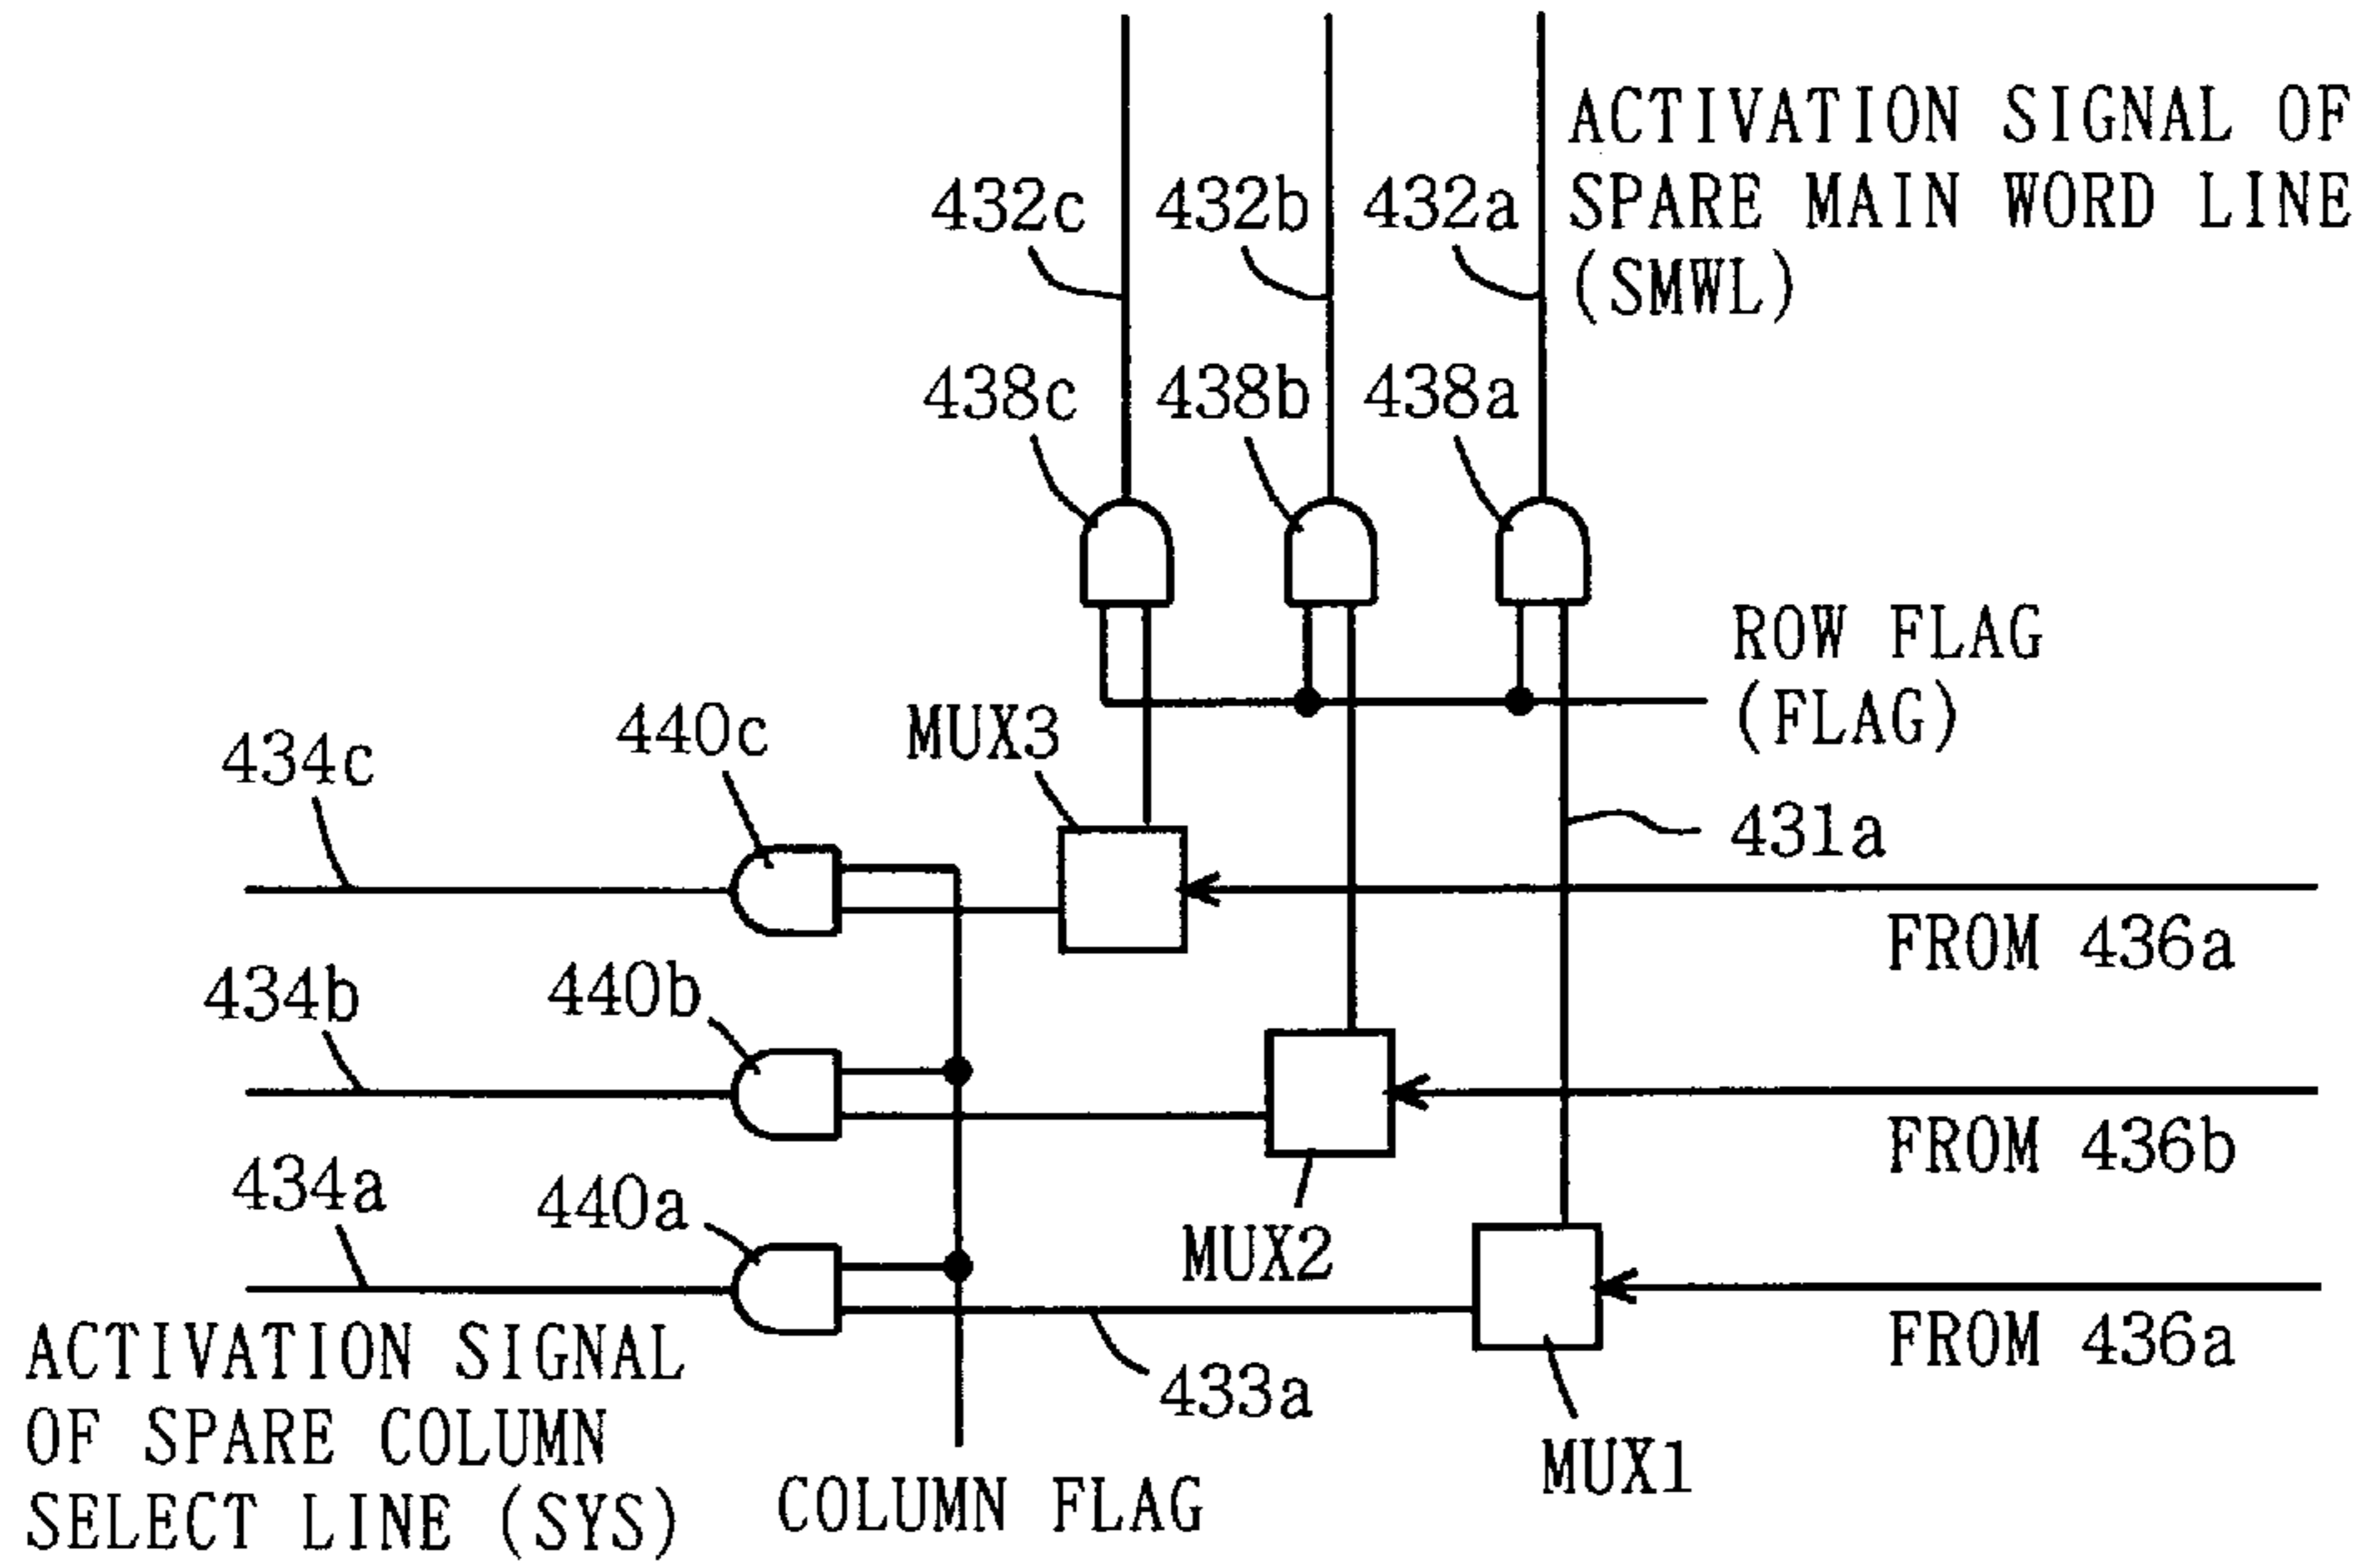 ACTIVATION SIGNAL OF
SPARE MAIN WORD LINE
(SMWL)
432c 432b 432a
438c 438b 438a
ROW FLAG
(FLAG)
MUX3
440c
434c
431a
FROM 436a
434b
440b
FROM 436b
434a
440a
MUX2
FROM 436a
433a
MUX1
ACTIVATION SIGNAL
OF SPARE COLUMN
SELECT LINE (SYS)
COLUMN FLAG